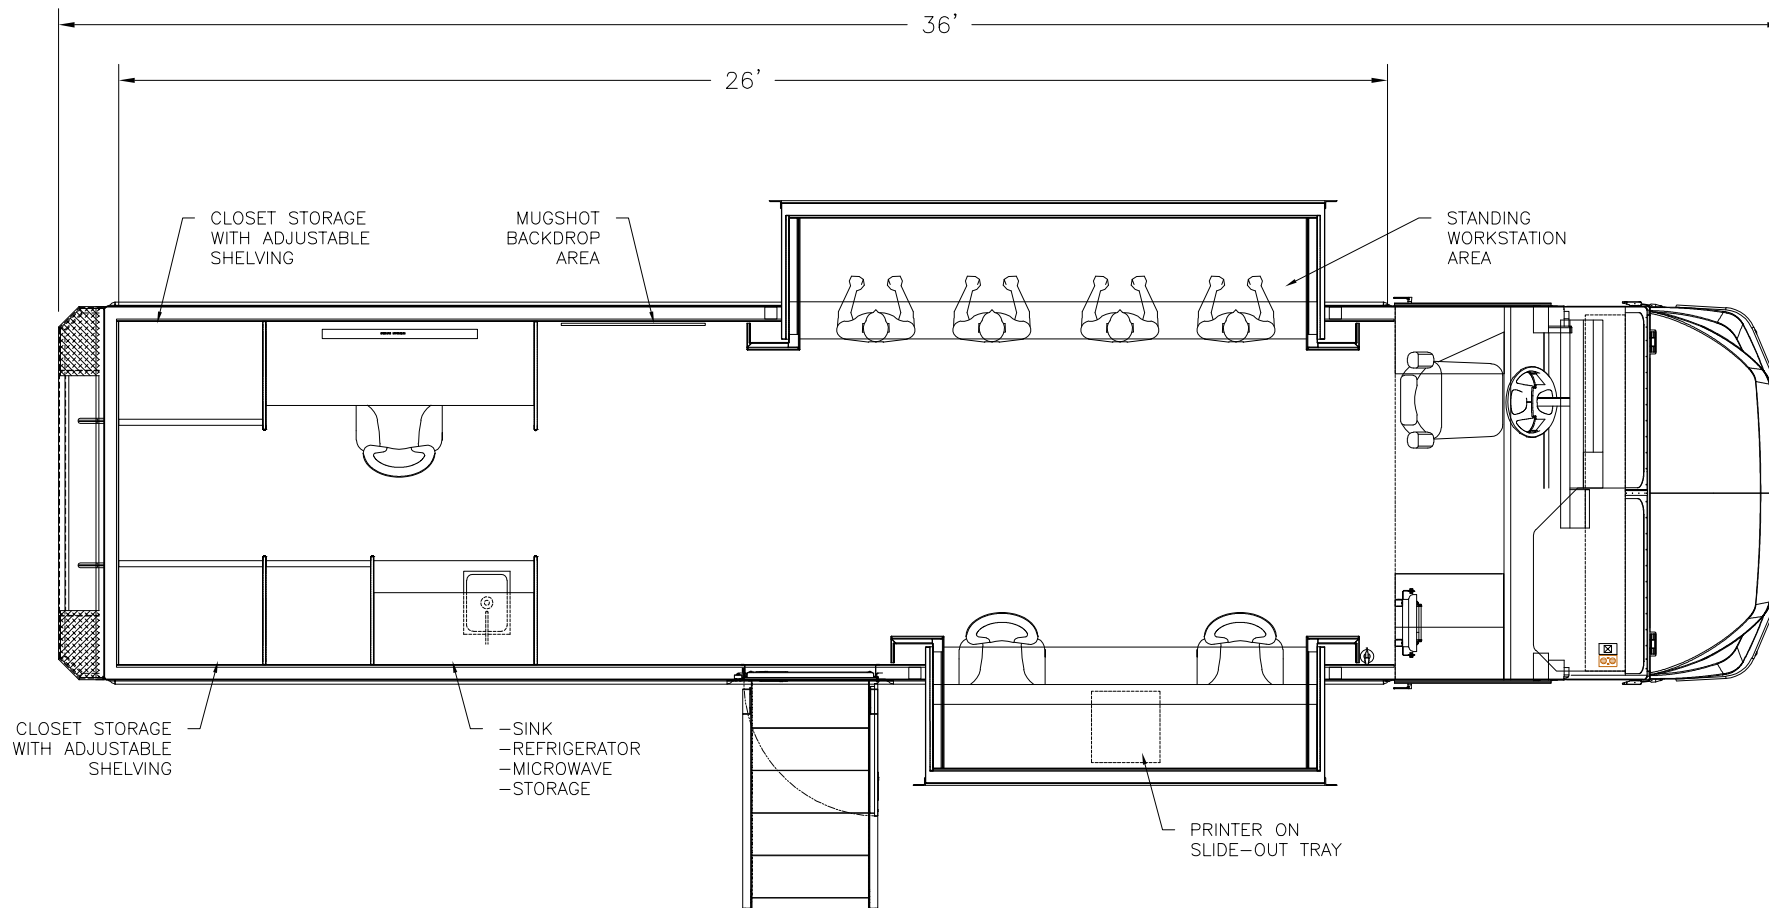 36'
26'
CLOSET STORAGE
WITH ADJUSTABLE
SHELVING
MUGSHOT
BACKDROP
AREA
STANDING
WORKSTATION
AREA
CLOSET STORAGE
WITH ADJUSTABLE
SHELVING
-SINK
-REFRIGERATOR
-MICROWAVE
-STORAGE
PRINTER ON
SLIDE-OUT TRAY